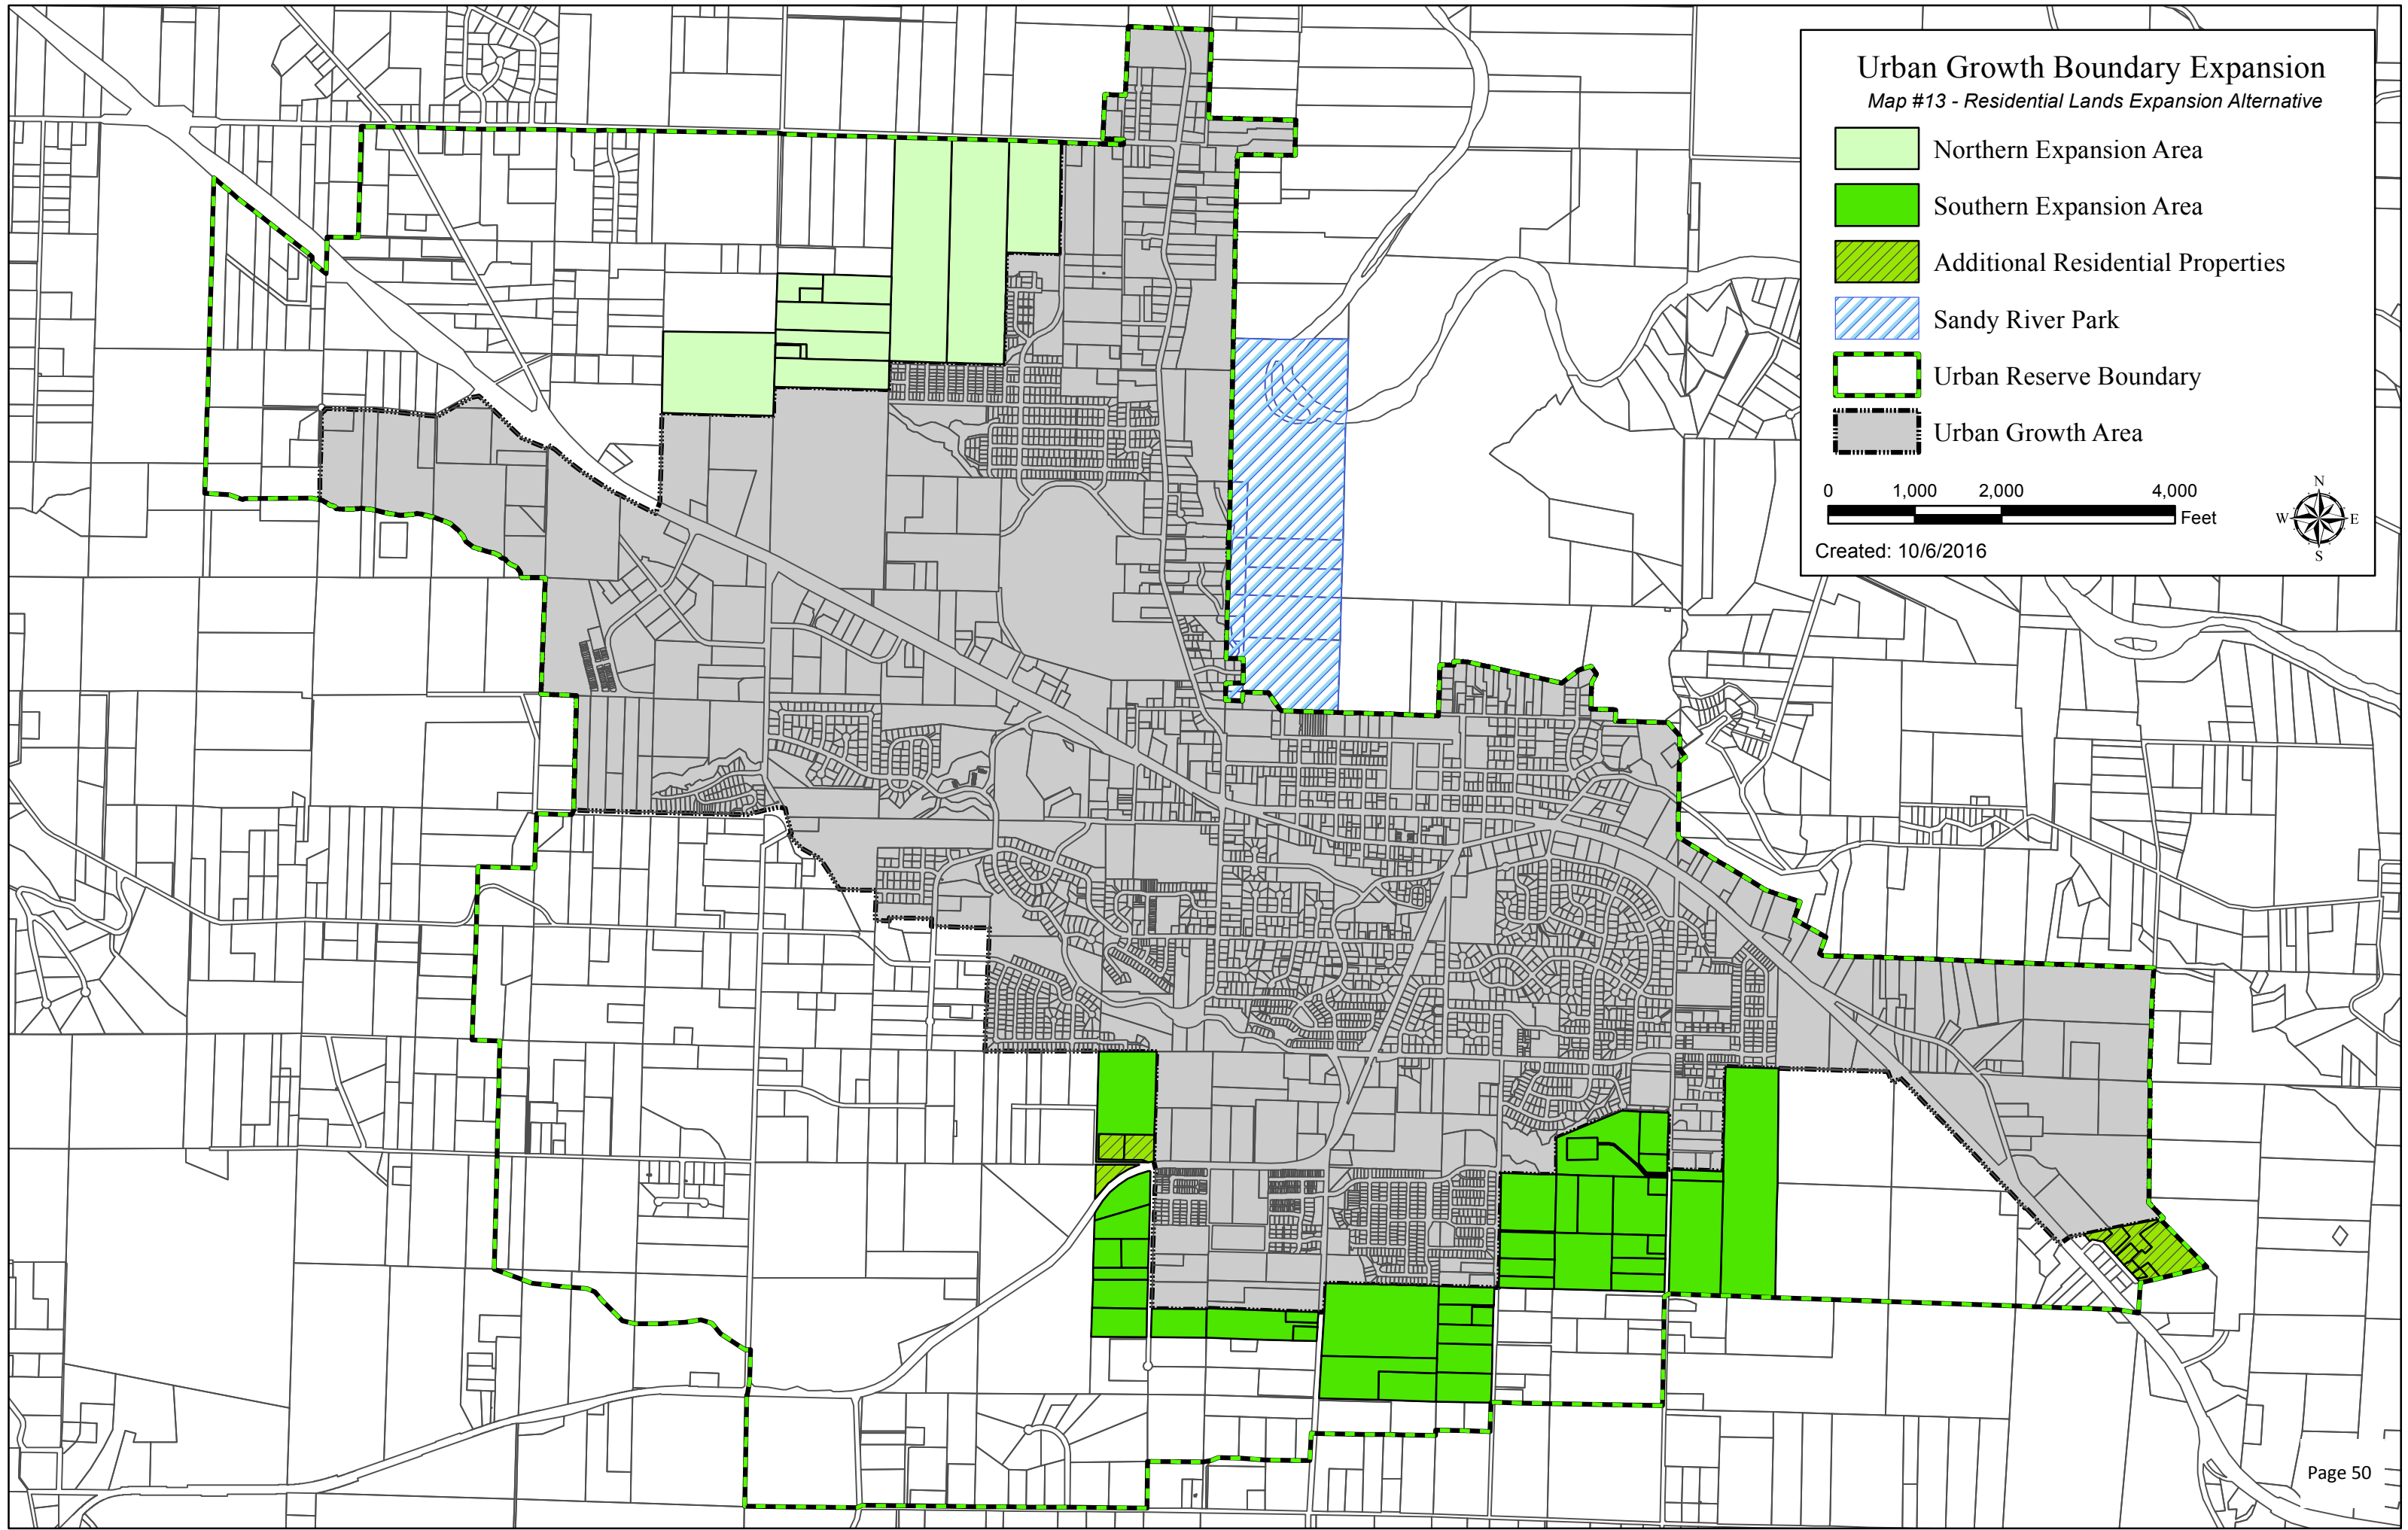 Urban Growth Boundary Expansion
Map #13 - Residential Lands Expansion Alternative
Northern Expansion Area
Southern Expansion Area
Additional Residential Properties
Sandy River Park
Urban Reserve Boundary
Urban Growth Area
0 1,000 2,000 4,000
Feet
N
W E
S
Created: 10/6/2016
Page 50